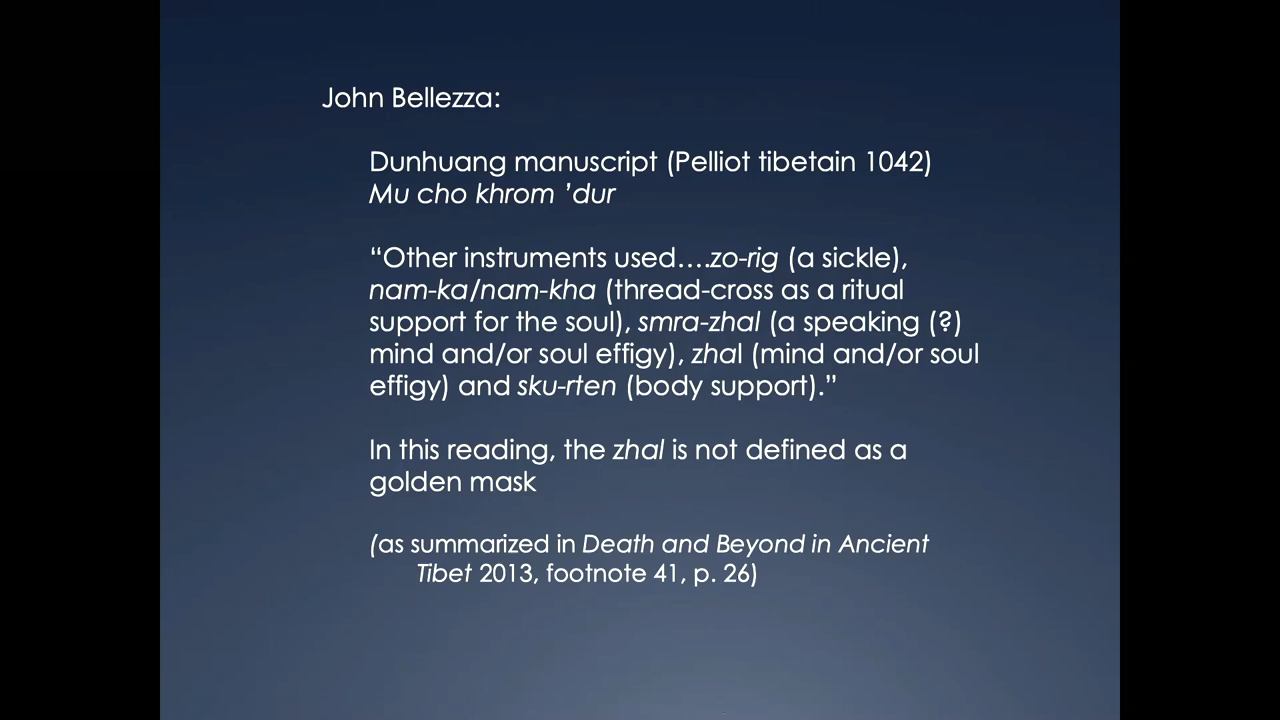 John Bellezza:
Dunhuang manuscript (Pelliot tibetain 1042)
Mu cho khrom ’dur
“Other instruments used….zo-rig (a sickle),
nam-ka/nam-kha (thread-cross as a ritual
support for the soul), smra-zhal (a speaking (?)
mind and/or soul effigy), zhal (mind and/or soul
effigy) and sku-rten (body support).”
In this reading, the zhal is not defined as a
golden mask
(as summarized in Death and Beyond in Ancient
Tibet 2013, footnote 41, p. 26)